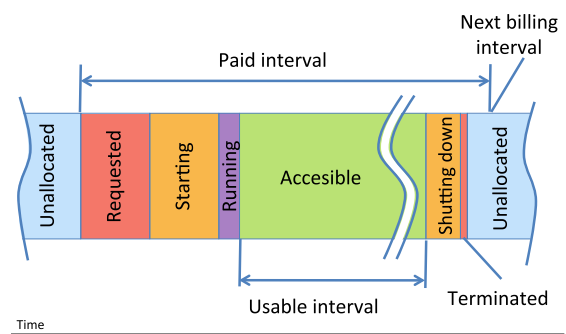 Next billing
interval
Paid interval
Unallocated
Requested
Starting
Running
Accesible
Shutting down
Unallocated
Usable interval
Terminated
Time